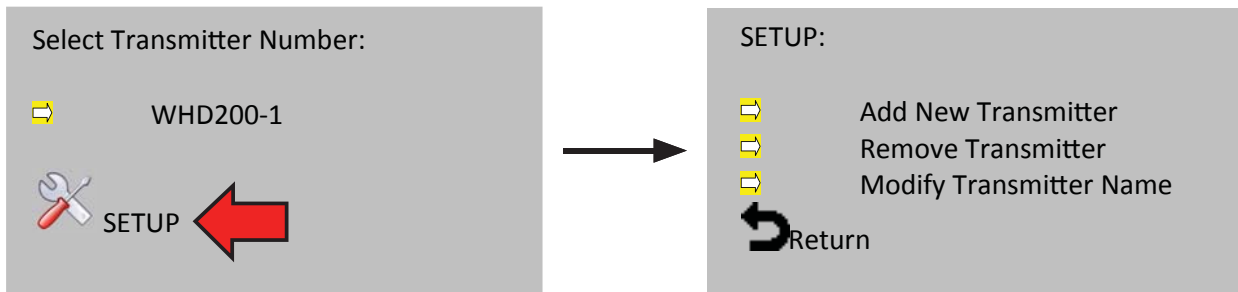 Select Transmitter Number:
WHD200-1
SETUP
SETUP:
Add New Transmitter
Remove Transmitter
Modify Transmitter Name
Return